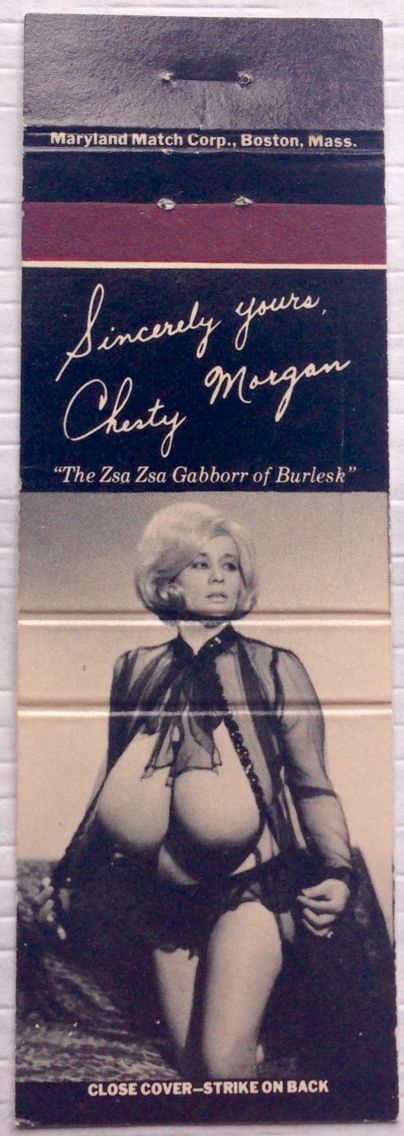 Maryland Match Corp., Boston, Mass.
Sincerely yours,
Chesty Morgan
"The Zsa Zsa Gabborr of Burlesk"
CLOSE COVER—STRIKE ON BACK